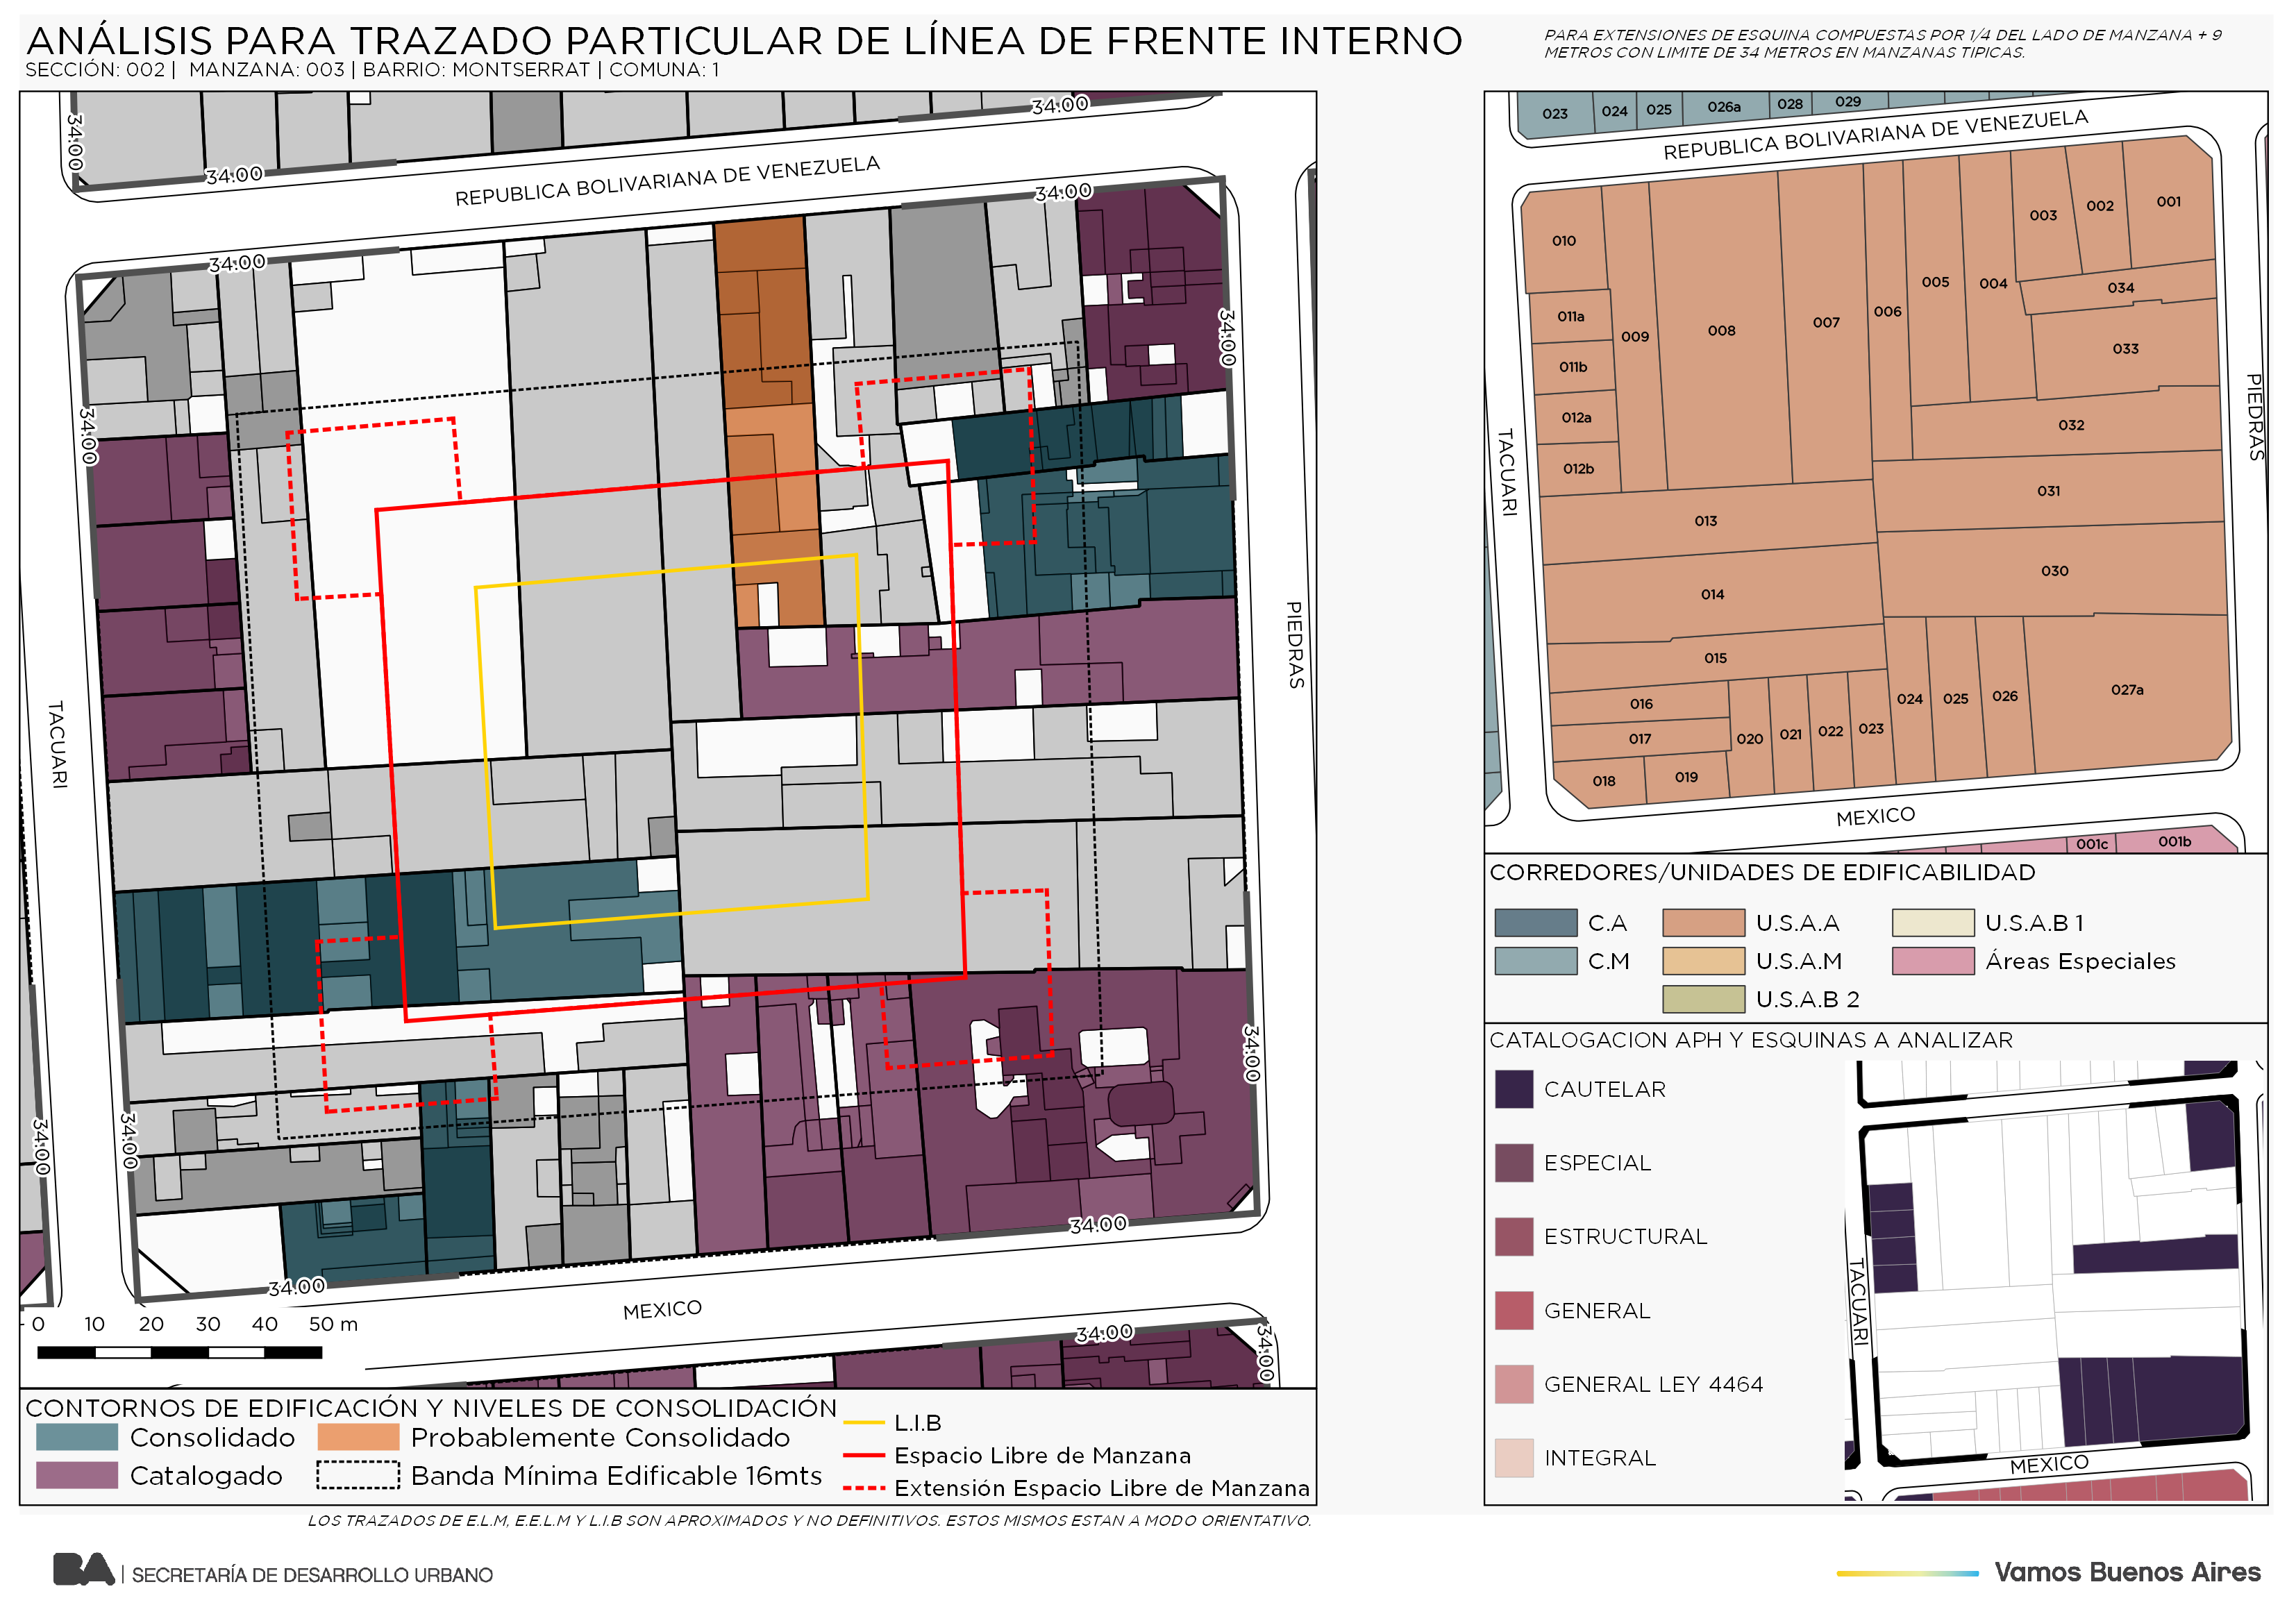 ANÁLISIS PARA TRAZADO PARTICULAR DE LÍNEA DE FRENTE INTERNO
SECCIÓN: 002 | MANZANA: 003 | BARRIO: MONTSERRAT | COMUNA: 1
PARA EXTENSIONES DE ESQUINA COMPUESTAS POR 1/4 DEL LADO DE MANZANA + 9
METROS CON LIMITE DE 34 METROS EN MANZANAS TIPICAS.
34:00
34:00
34:00
REPUBLICA BOLIVARIANA DE VENEZUELA
34:00
34:00
34:00
34:00
TACUARI
PIEDRAS
34:00
34:00
34:00
34:00
34:00
MEXICO
34:00
34:00
0 10 20 30 40 50 m
CONTORNOS DE EDIFICACIÓN Y NIVELES DE CONSOLIDACIÓN
Consolidado
Probablemente Consolidado
Catalogado
Banda Mínima Edificable 16mts
L.I.B
Espacio Libre de Manzana
Extensión Espacio Libre de Manzana
LOS TRAZADOS DE E.L.M, E.E.L.M Y L.I.B SON APROXIMADOS Y NO DEFINITIVOS. ESTOS MISMOS ESTAN A MODO ORIENTATIVO.
023
024
025
026a
028
029
REPUBLICA BOLIVARIANA DE VENEZUELA
010
003
002
001
011a
009
008
007
006
005
004
034
011b
033
012a
032
012b
TACUARI
PIEDRAS
013
031
014
030
015
016
017
018
019
020
021
022
023
024
025
026
027a
MEXICO
001c
001b
CORREDORES/UNIDADES DE EDIFICABILIDAD
C.A
U.S.A.A
U.S.A.B 1
C.M
U.S.A.M
Áreas Especiales
U.S.A.B 2
CATALOGACION APH Y ESQUINAS A ANALIZAR
CAUTELAR
ESPECIAL
ESTRUCTURAL
GENERAL
GENERAL LEY 4464
INTEGRAL
TACUARI
MEXICO
BA | SECRETARÍA DE DESARROLLO URBANO
Vamos Buenos Aires